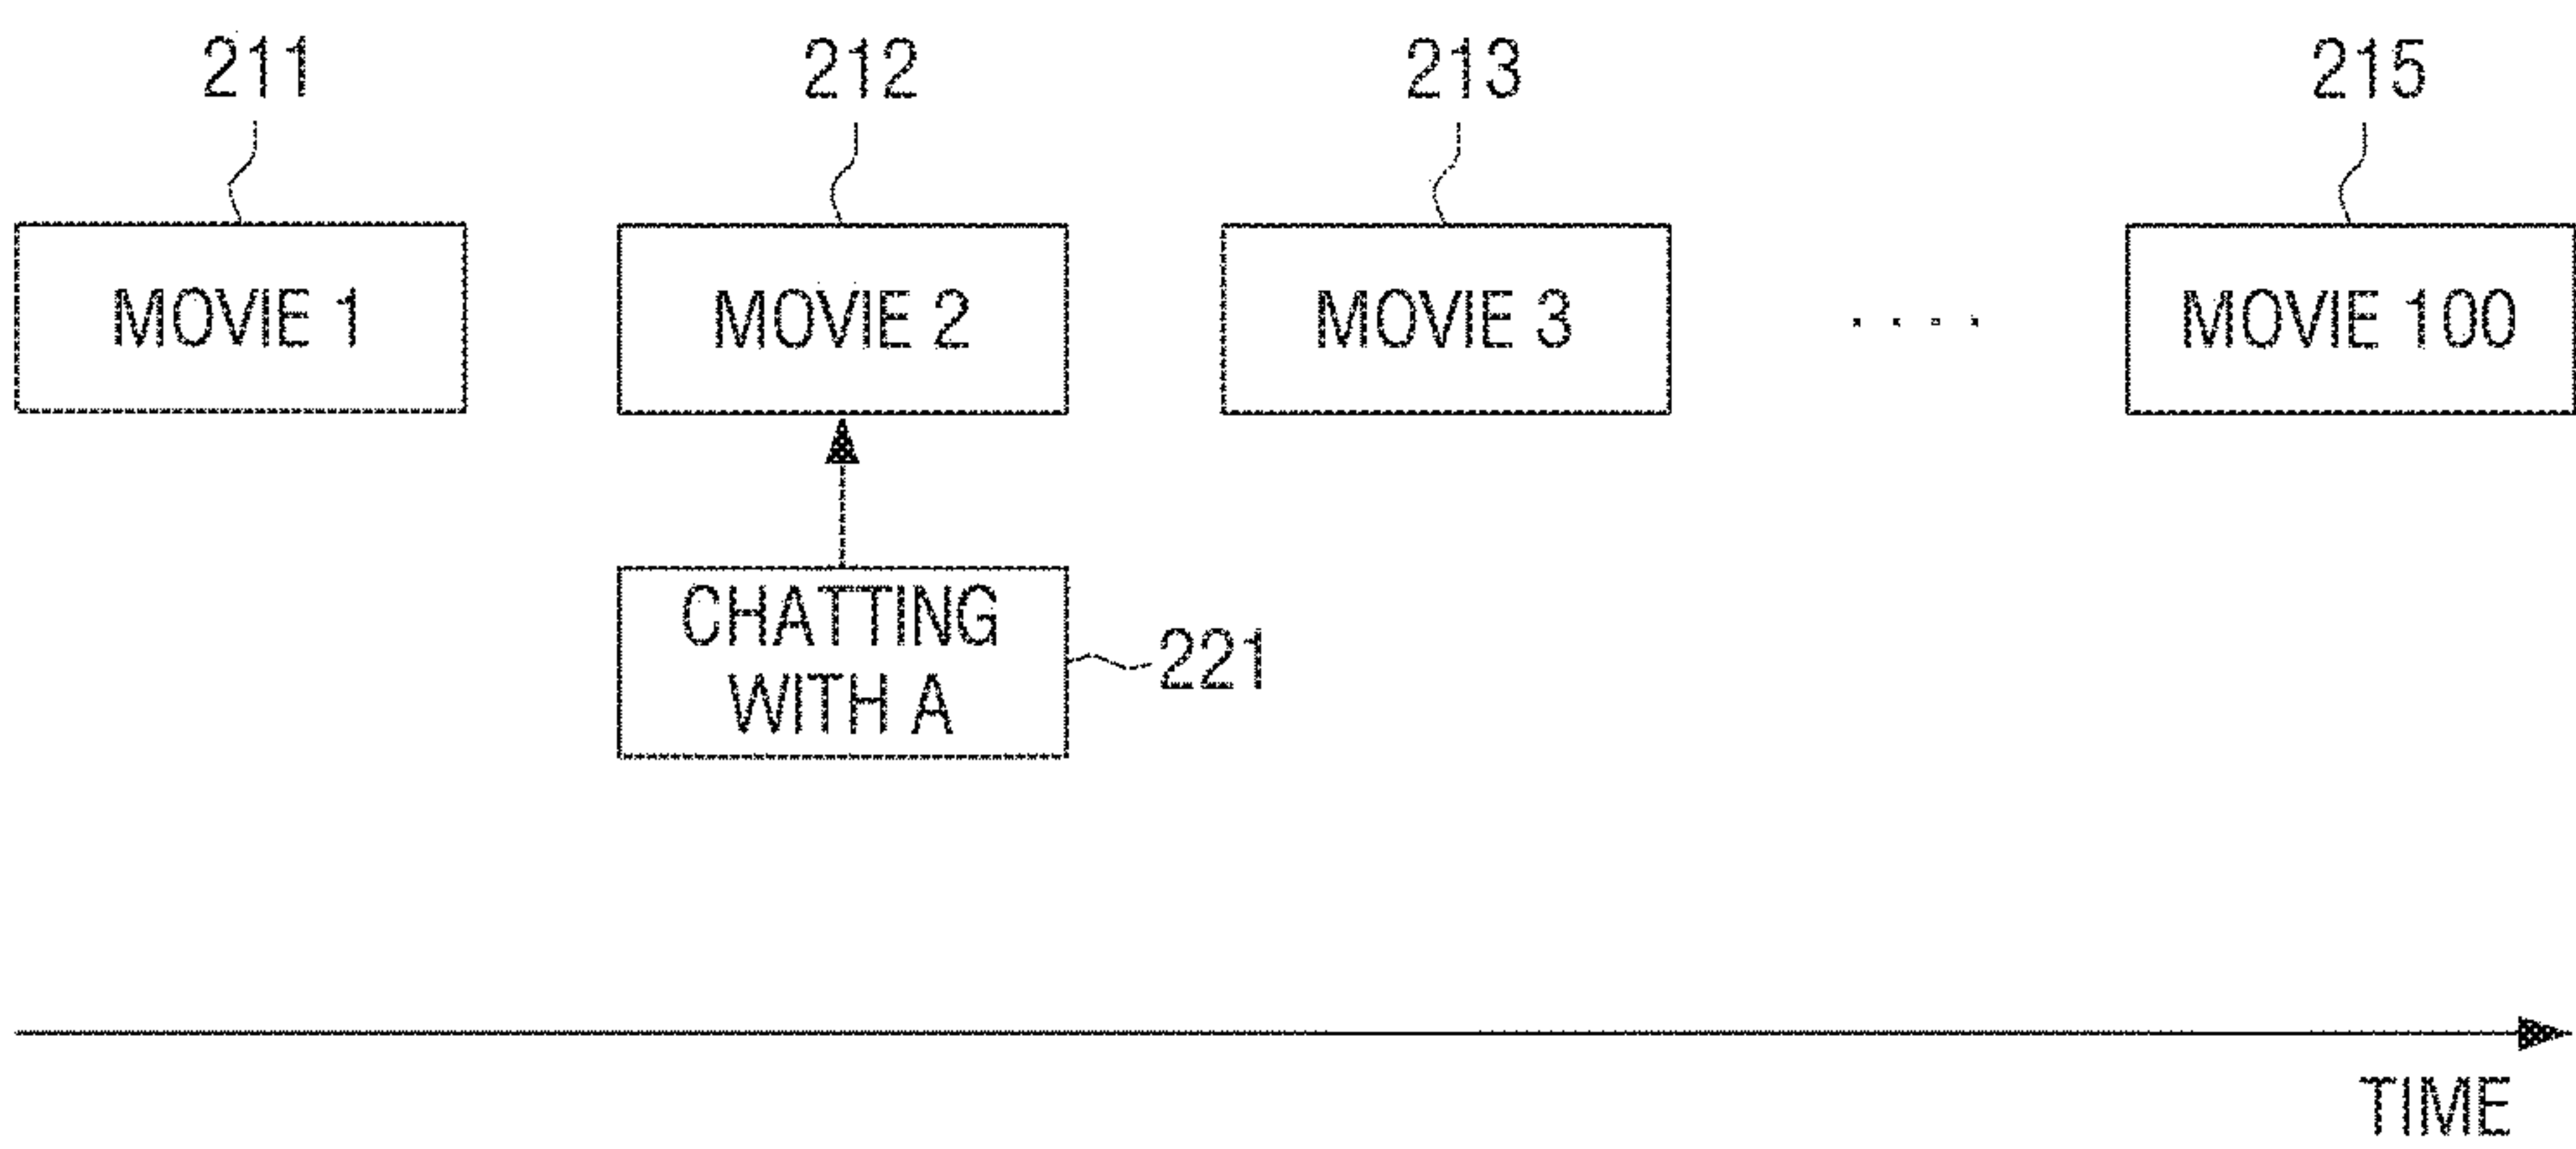 211 212 213 215
MOVIE 1 MOVIE 2 MOVIE 3 .... MOVIE 100
CHATTING
WITH A
221
TIME